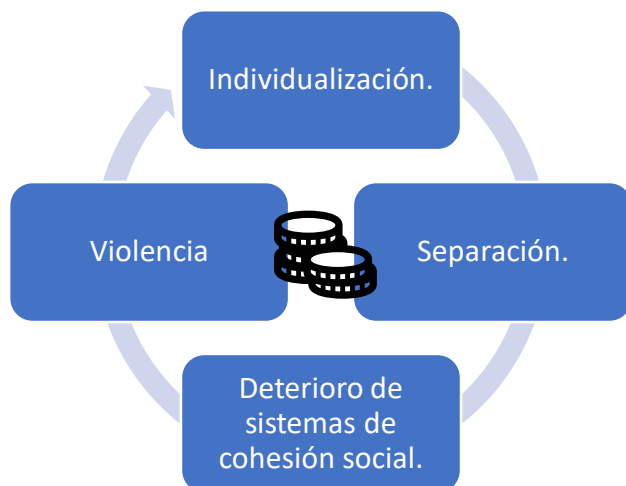 Individualización.
Violencia
Separación.
Deterioro de
sistemas de
cohesión social.